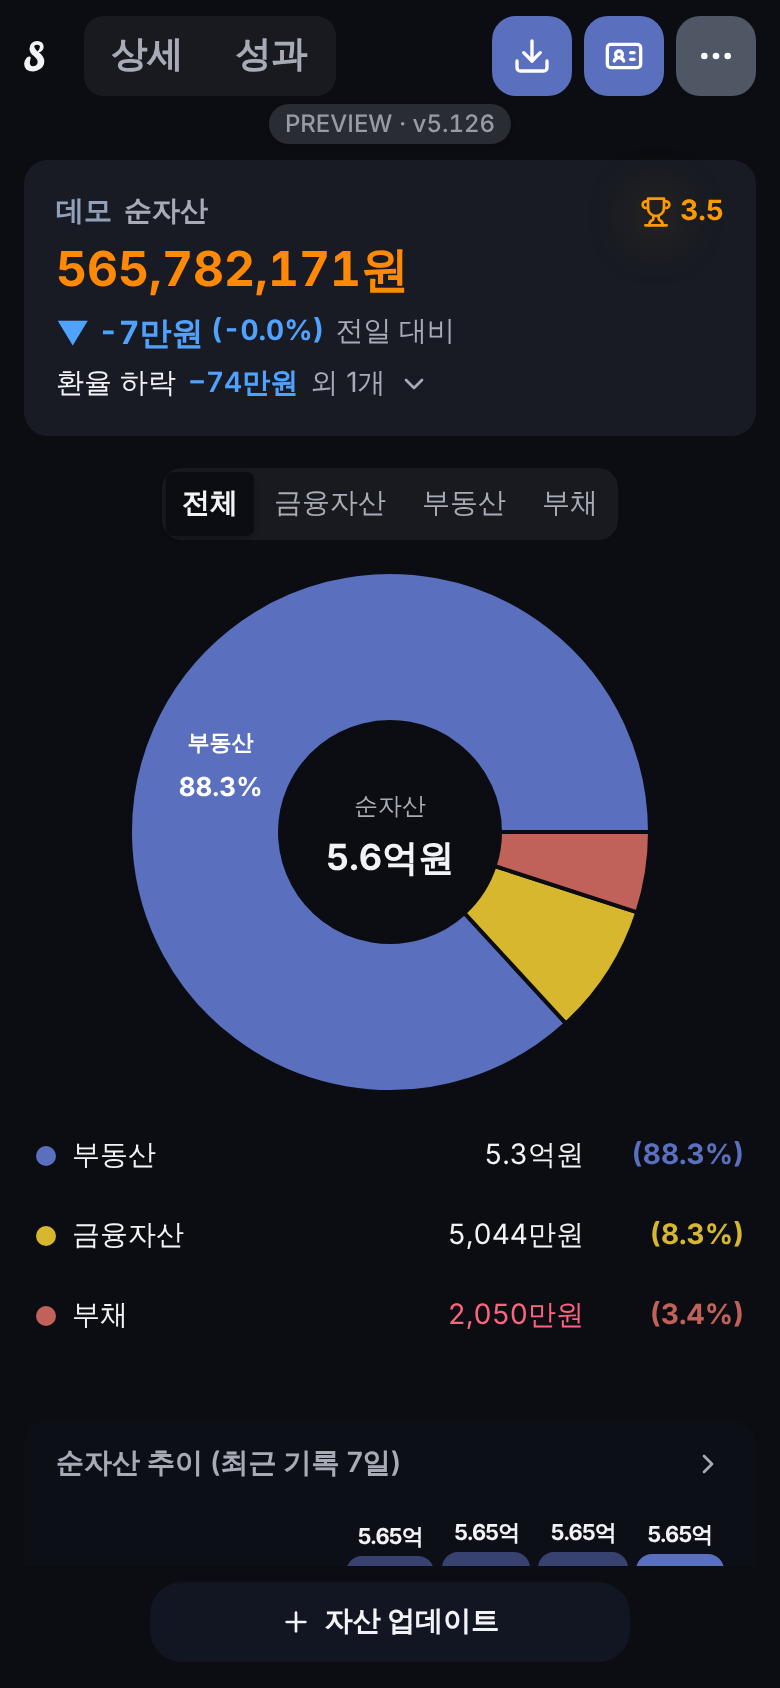 S
상세 성과
PREVIEW · v5.126
데모 순자산
3.5
565,782,171원
▼ -7만원 (-0.0%) 전일 대비
환율 하락 −74만원 외 1개
전체 금융자산 부동산 부채
부동산
88.3%
순자산
5.6억원
부동산 5.3억원 (88.3%)
금융자산 5,044만원 (8.3%)
부채 2,050만원 (3.4%)
순자산 추이 (최근 기록 7일)
5.65억 5.65억 5.65억 5.65억
+ 자산 업데이트